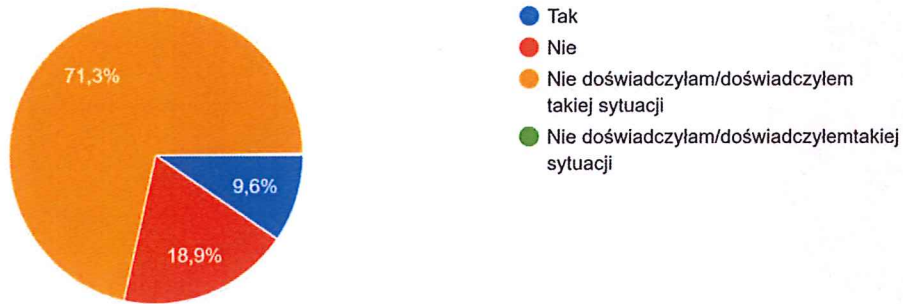 71,3%
9,6%
18,9%
Tak
Nie
Nie doświadczyłam/doświadczyłem
takiej sytuacji
Nie doświadczyłam/doświadczyłemtakiej
sytuacji